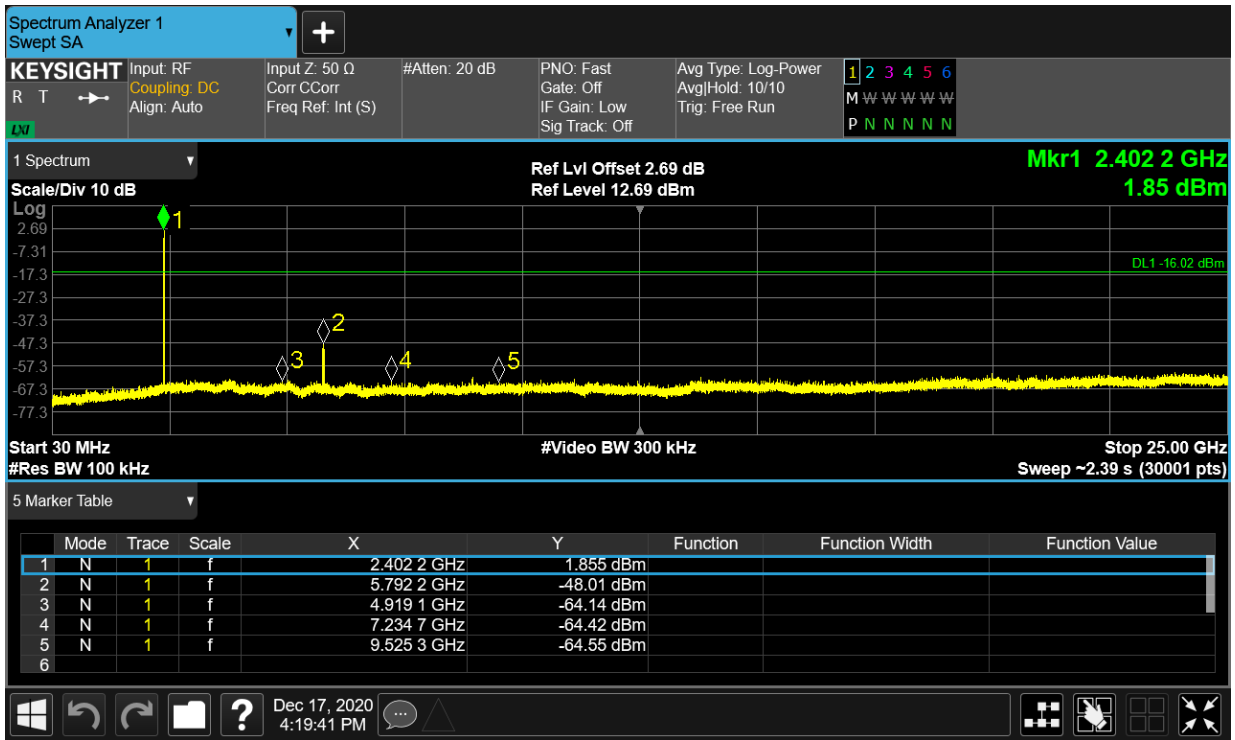 Spectrum Analyzer 1
Swept SA
+
KEYSIGHT
R T
LXI
Input: RF
Coupling: DC
Align: Auto
Input Z: 50 Ω
Corr CCorr
Freq Ref: Int (S)
#Atten: 20 dB
PNO: Fast
Gate: Off
IF Gain: Low
Sig Track: Off
Avg Type: Log-Power
Avg|Hold: 10/10
Trig: Free Run
1 2 3 4 5 6
M W W W W W
P N N N N N
1 Spectrum
Scale/Div 10 dB
Ref Lvl Offset 2.69 dB
Ref Level 12.69 dBm
Mkr1 2.402 2 GHz
1.85 dBm
Log
2.69
-7.31
-17.3
-27.3
-37.3
-47.3
-57.3
-67.3
-77.3
1
DL1 -16.02 dBm
2
3
4
5
Start 30 MHz
#Res BW 100 kHz
#Video BW 300 kHz
Stop 25.00 GHz
Sweep ~2.39 s (30001 pts)
5 Marker Table
Mode Trace Scale X Y Function Function Width Function Value
1 N 1 f 2.402 2 GHz 1.855 dBm
2 N 1 f 5.792 2 GHz -48.01 dBm
3 N 1 f 4.919 1 GHz -64.14 dBm
4 N 1 f 7.234 7 GHz -64.42 dBm
5 N 1 f 9.525 3 GHz -64.55 dBm
6
?
Dec 17, 2020
4:19:41 PM